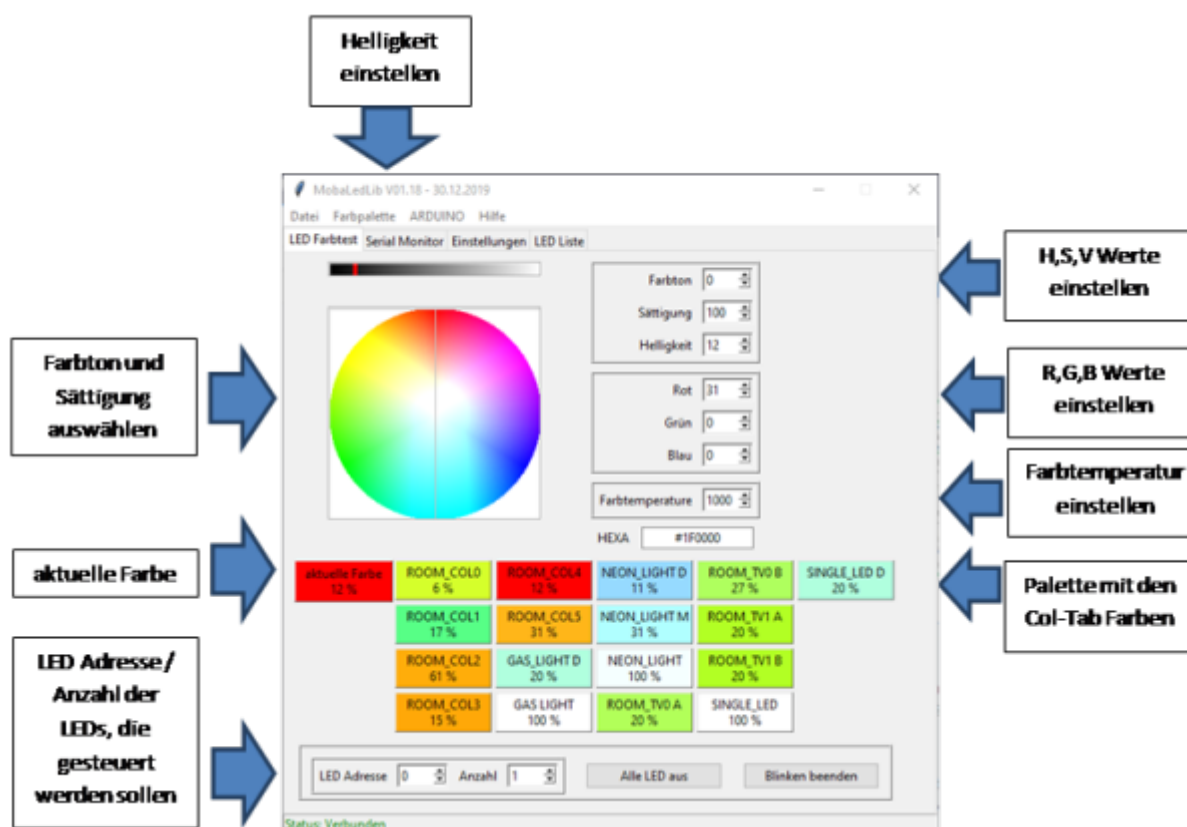 Helligkeit
einstellen
MobaLedLib V01.18 - 30.12.2019
Datei Farbpalette ARDUINO Hilfe
LED Farbtest Serial Monitor Einstellungen LED Liste
Farbton 0
Sättigung 100
Helligkeit 12
H,S,V Werte
einstellen
Farbton und
Sättigung
auswählen
Rot 31
Grün 0
Blau 0
R,G,B Werte
einstellen
Farbtemperature 1000
Farbtemperatur
einstellen
HEXA #1F0000
aktuelle Farbe
aktuelle Farbe ROOM_COL0 ROOM_COL4 NEON_LIGHT D ROOM_TV0 B SINGLE_LED D
12 % 6 % 12 % 11 % 27 % 20 %
ROOM_COL1 ROOM_COL5 NEON_LIGHT M ROOM_TV1 A
17 % 31 % 31 % 20 %
ROOM_COL2 GAS_LIGHT D NEON_LIGHT ROOM_TV1 B
61 % 20 % 100 % 20 %
ROOM_COL3 GAS LIGHT ROOM_TV0 A SINGLE_LED
15 % 100 % 20 % 100 %
Palette mit den
Col-Tab Farben
LED Adresse /
Anzahl der
LEDs, die
gesteuert
werden sollen
LED Adresse 0 Anzahl 1 Alle LED aus Blinken beenden
Status: Verbunden